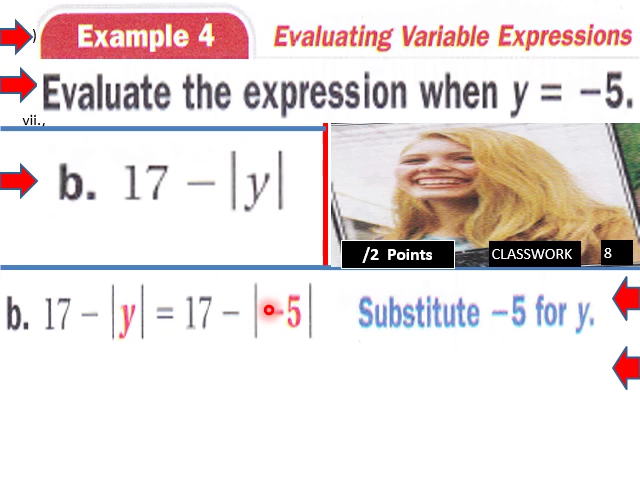 ) Example 4 Evaluating Variable Expressions
Evaluate the expression when y = −5.
vii.,
b. 17 − |y|
/2 Points CLASSWORK 8
b. 17 − |y| = 17 − |−5| Substitute −5 for y.